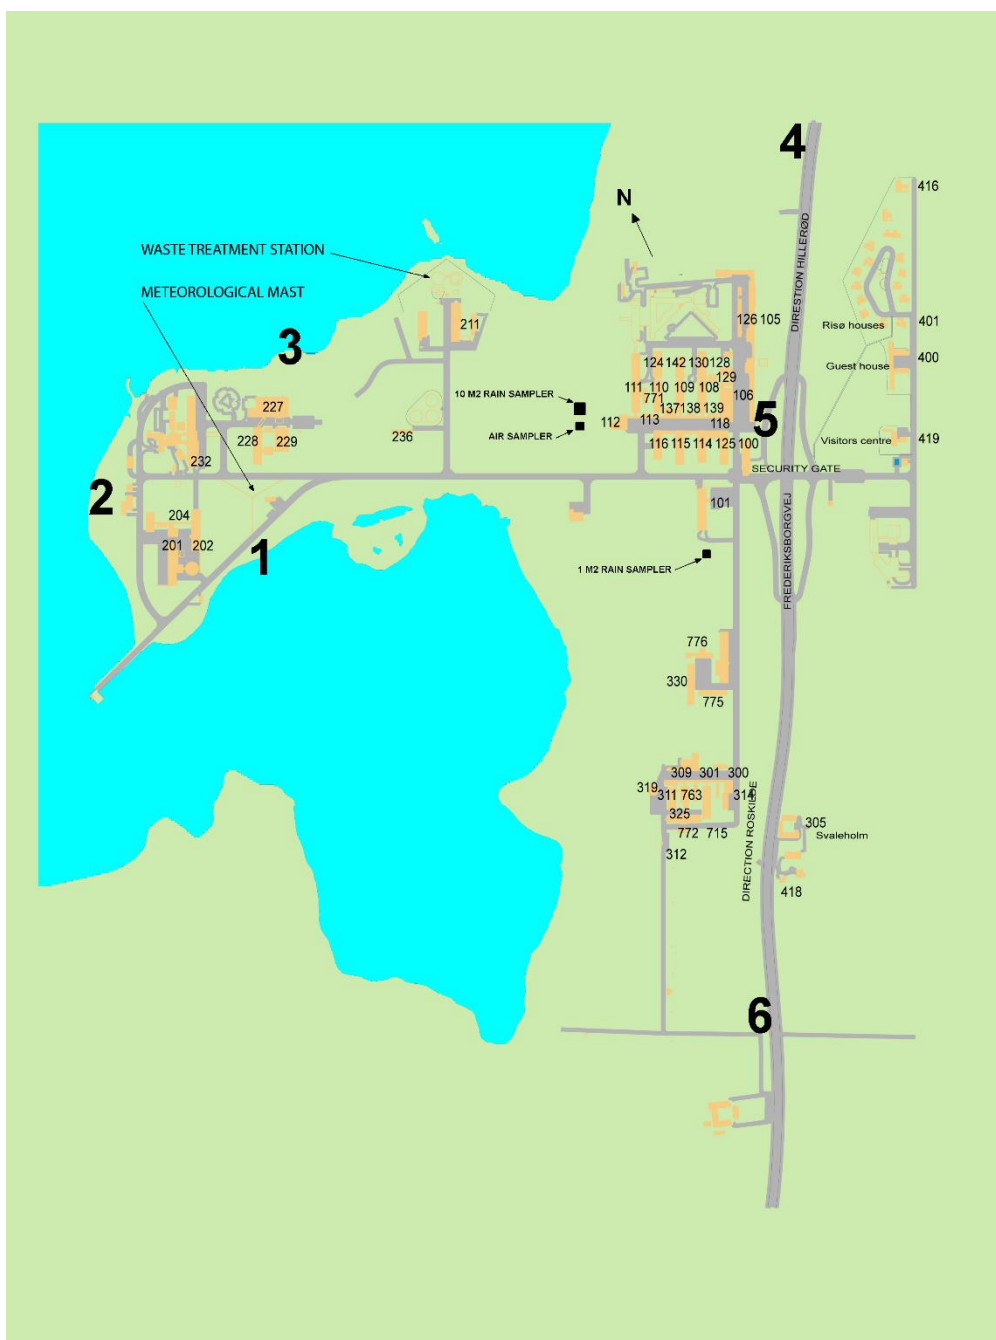 4
416
N
DIRESTION HILLERØD
WASTE TREATMENT STATION
METEOROLOGICAL MAST
211
126 105
Risø houses
401
3
124 142 130 128
400
Guest house
129
111 110 109 108
10 M2 RAIN SAMPLER
771
106
227
137 138 139
5
112
113
118
AIR SAMPLER
236
228
229
116 115 114 125 100
Visitors centre
419
232
SECURITY GATE
2
101
204
201
202
1
1 M2 RAIN SAMPLER
FREDERIKSBORGVEJ
776
330
775
309 301 300
319
311 763
314
325
DIRECTION ROSKILDE
772 715
305
Svaleholm
312
418
6